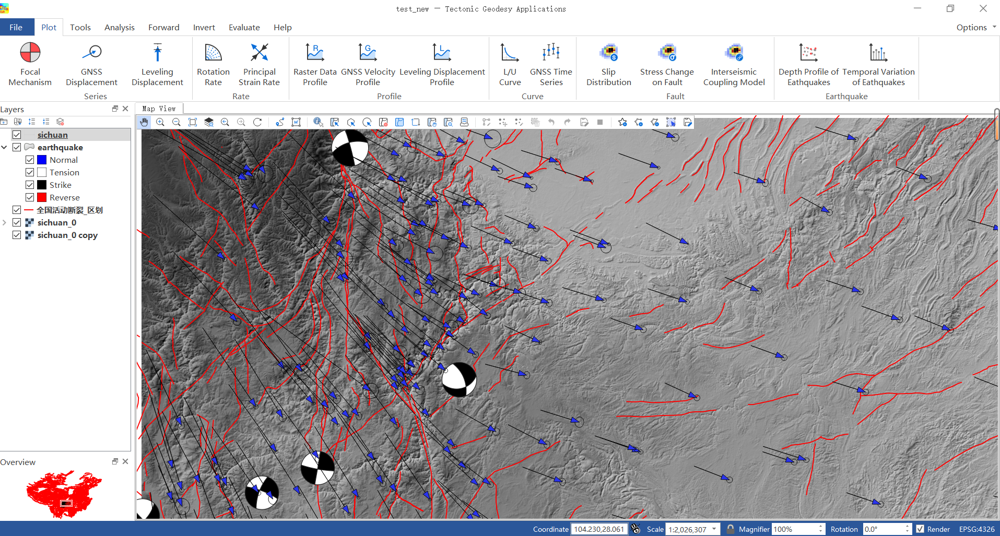 test_new — Tectonic Geodesy Applications
File Plot Tools Analysis Forward Invert Evaluate Help Options
Focal Mechanism
GNSS Displacement
Leveling Displacement
Series
Rotation Rate
Principal Strain Rate
Rate
Raster Data Profile
GNSS Velocity Profile
Leveling Displacement Profile
Profile
L/U Curve
GNSS Time Series
Curve
Slip Distribution
Stress Change on Fault
Interseismic Coupling Model
Fault
Depth Profile of Eathquakes
Temporal Variation of Eathquakes
Earthquake
Layers
Map View
sichuan
earthquake
Normal
Tension
Strike
Reverse
全国活动断裂_区划
sichuan_0
sichuan_0 copy
Overview
Coordinate 104.230,28.061 Scale 1:2,026,307 Magnifier 100% Rotation 0.0° Render EPSG:4326